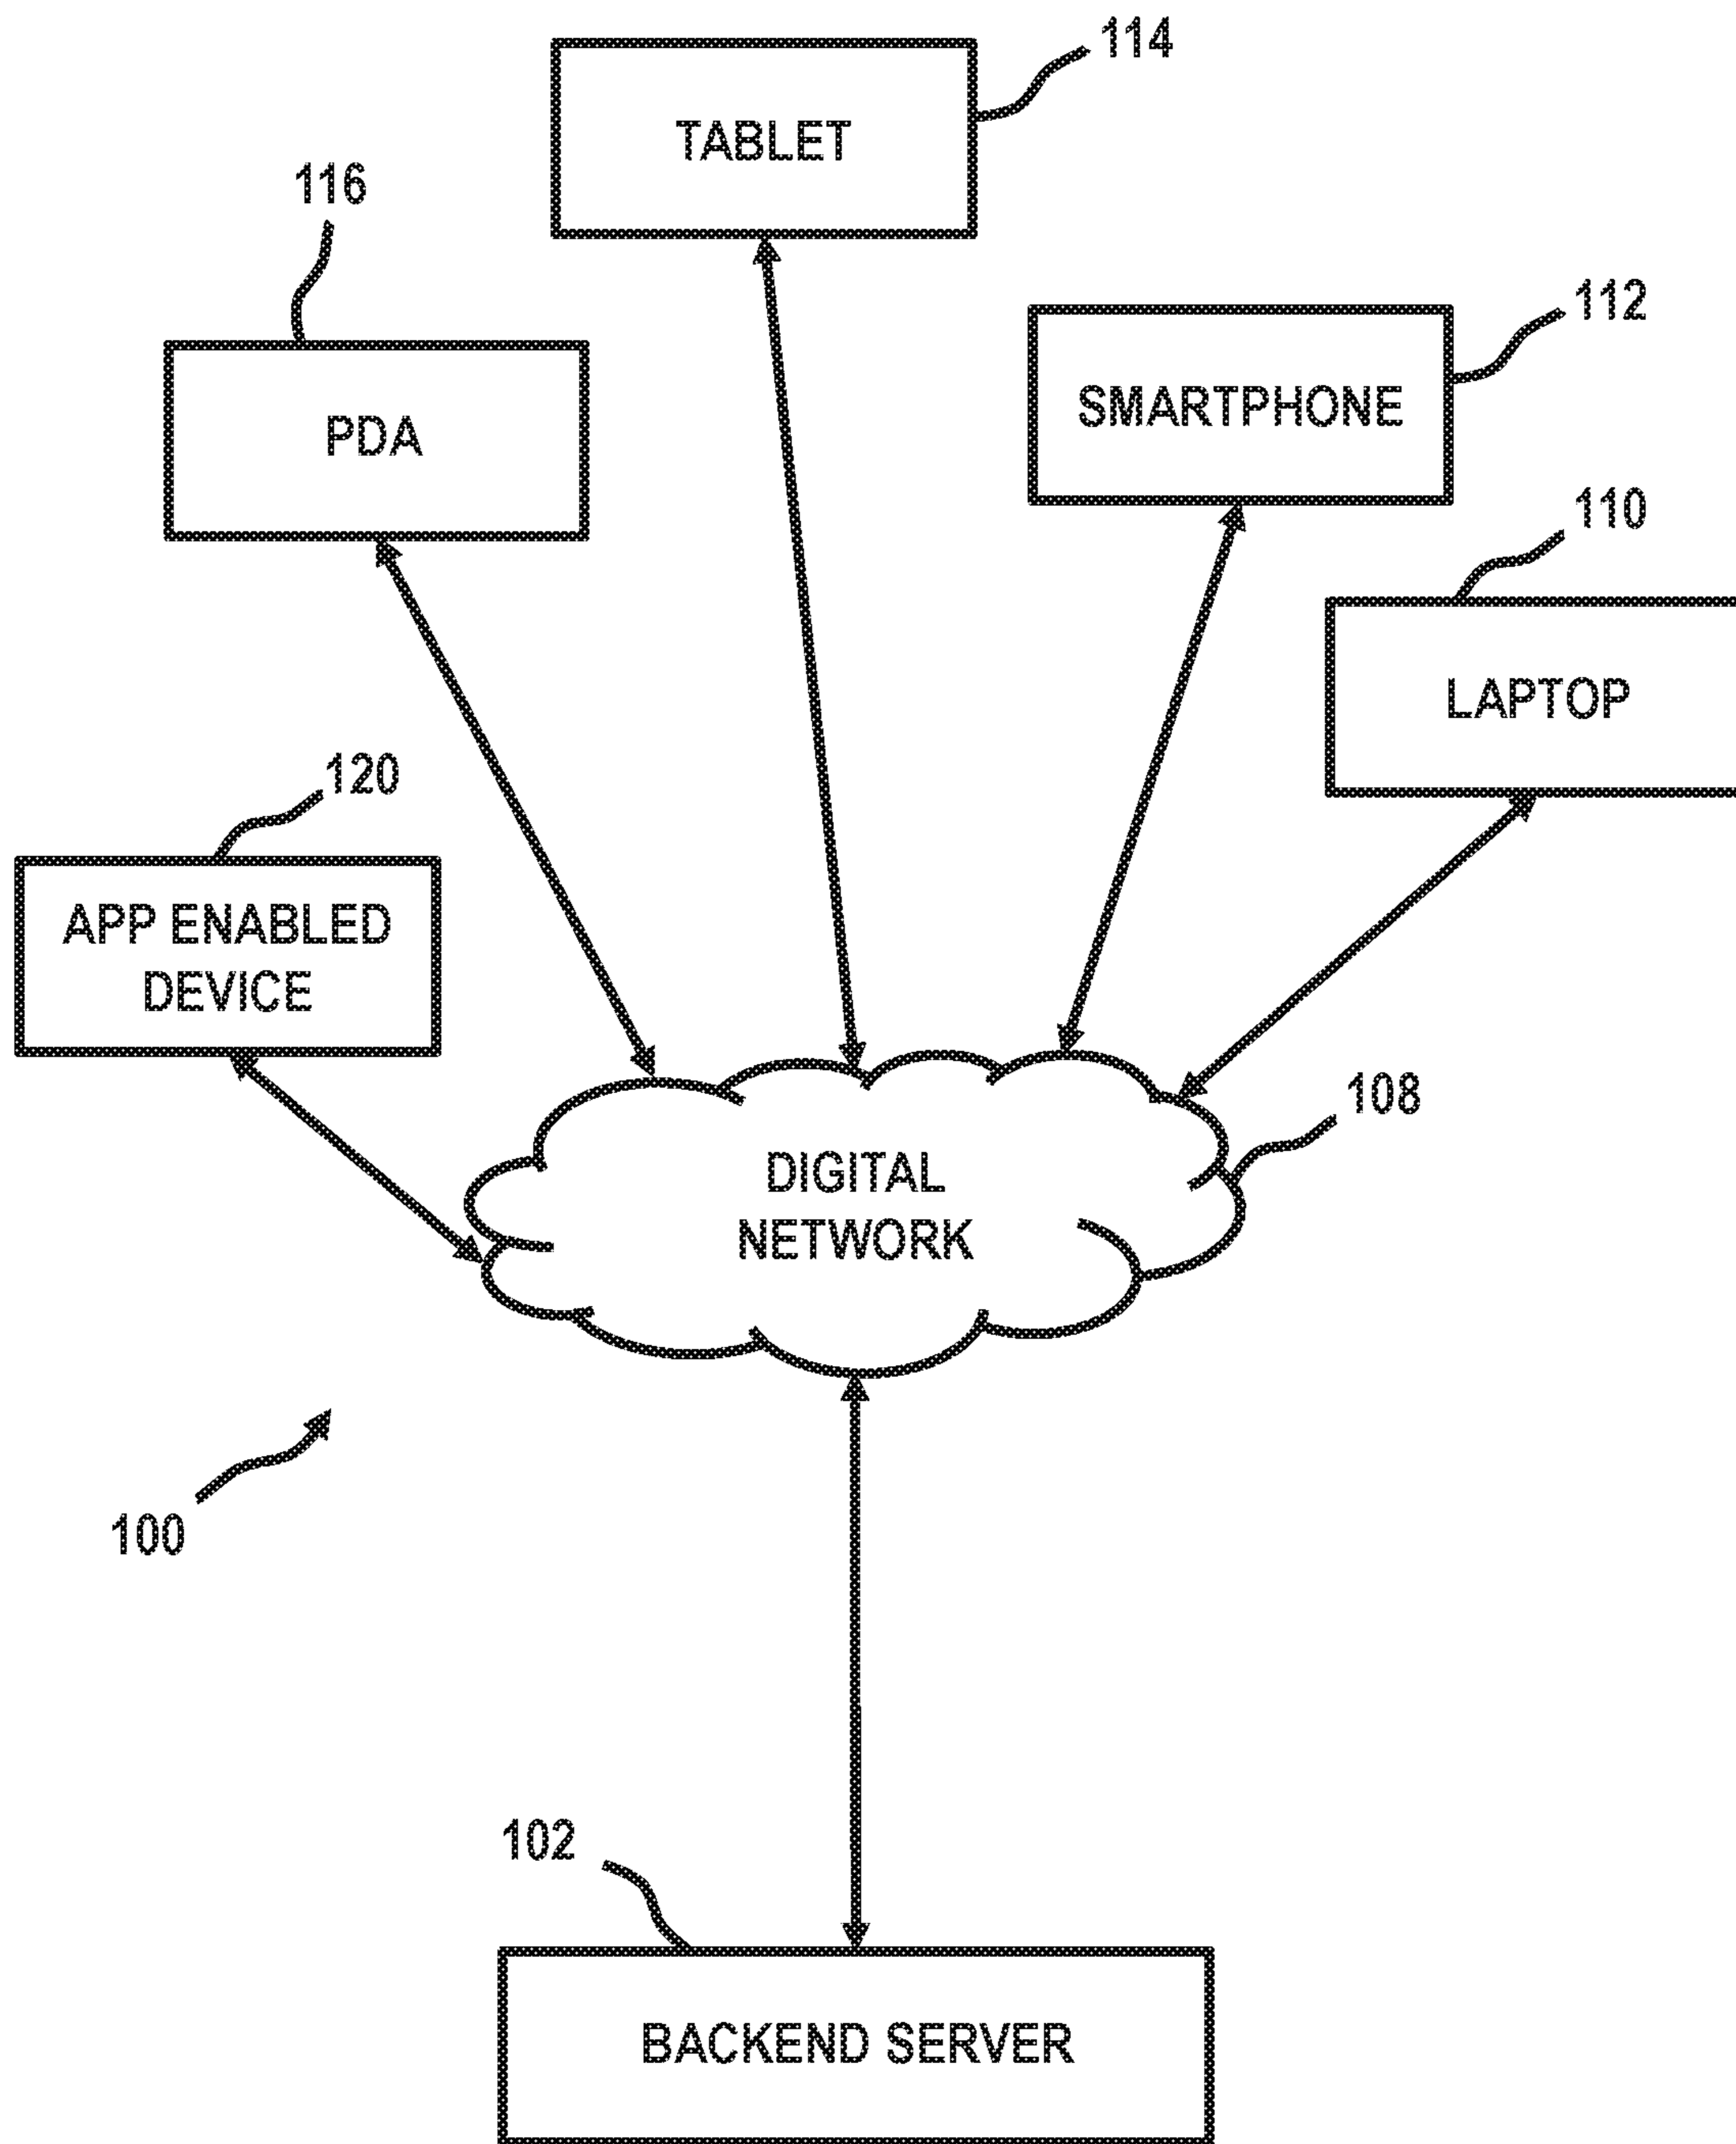 114
TABLET
116
112
SMARTPHONE
PDA
110
LAPTOP
120
APP ENABLED
DEVICE
108
DIGITAL
NETWORK
100
102
BACKEND SERVER